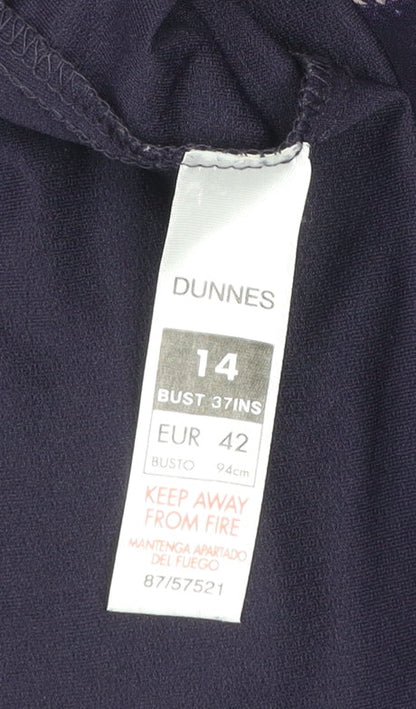 DUNNES
14
BUST 37INS
EUR 42
BUSTO 94cm
KEEP AWAY
FROM FIRE
MANTENGA APARTADO
DEL FUEGO
87/57521